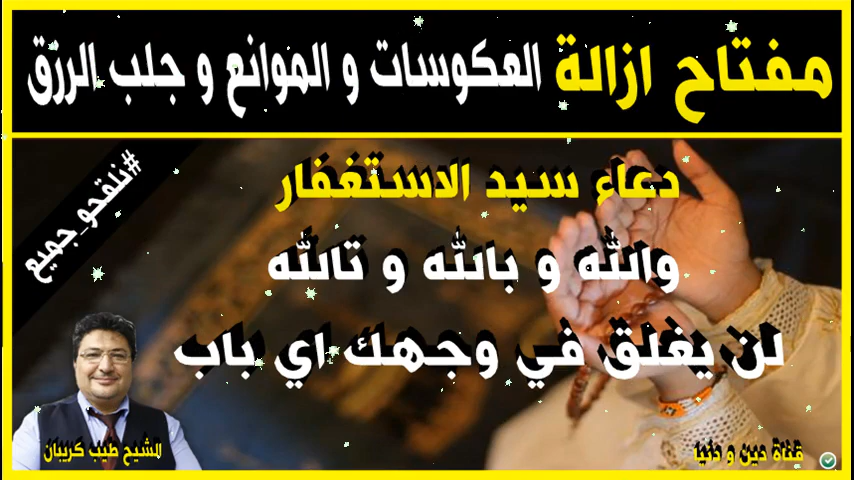 مفتاح ازالة العكوسات و الموانع و جلب الرزق
#نلقحو_جميع
دعاء سيد الاستغفار
والله و بالله و تالله
لن يغلق في وجهك اي باب
الشيح طيب كريبان
قناة دين و دنيا